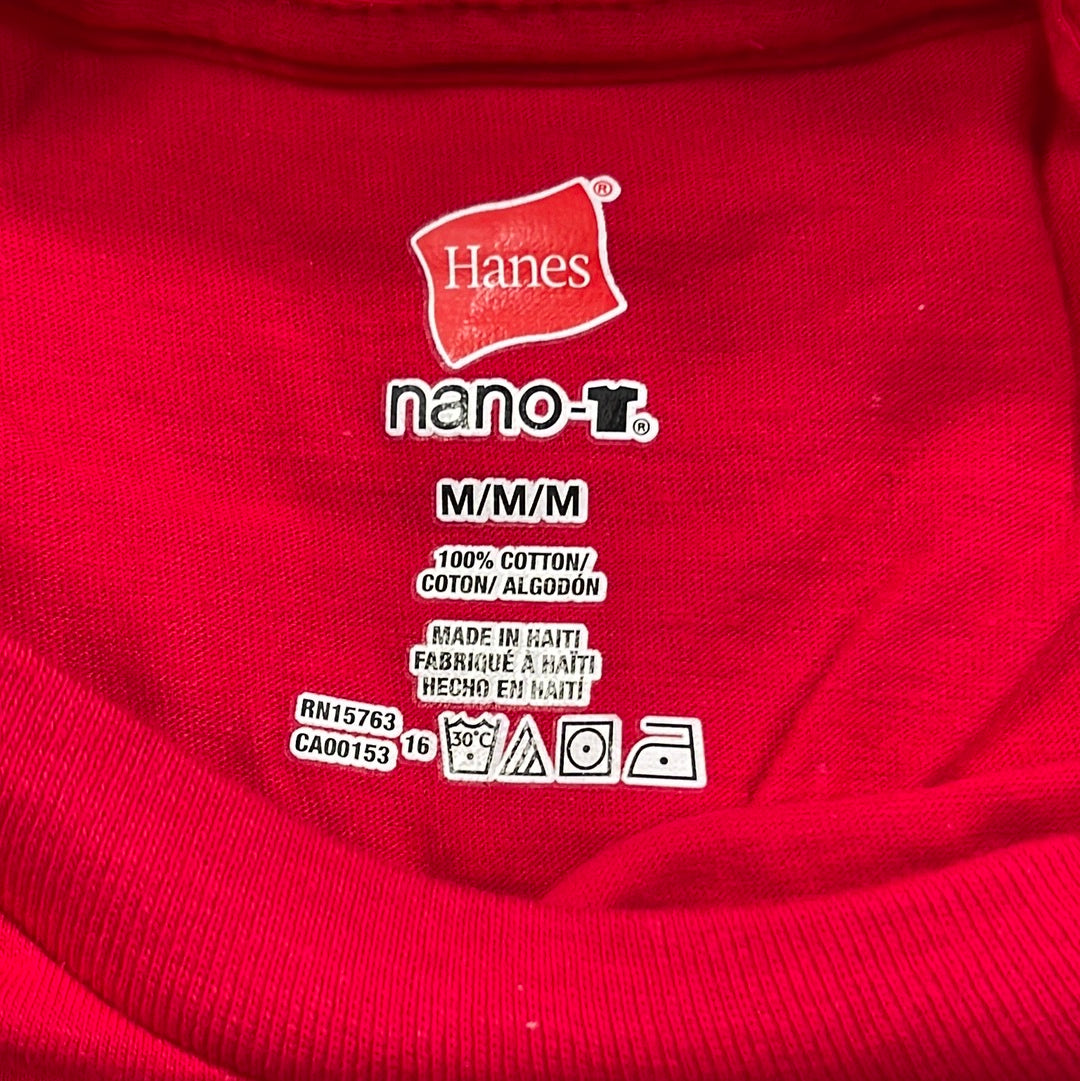 Hanes®
nano-T®
M/M/M
100% COTTON/
COTON/ ALGODÓN
MADE IN HAITI
FABRIQUÉ À HAÏTI
HECHO EN HAITÍ
RN15763
CA00153 16
30°C